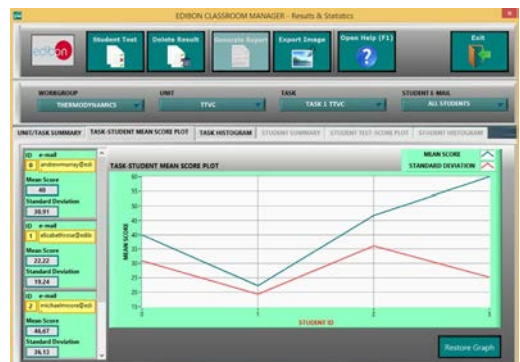 EDIBON CLASSROOM MANAGER - Results & Statistics
edibon
Student Test
Delete Result
Generate Report
Export Image
Open Help (F1)
Exit
WORKGROUP
UNIT
TASK
STUDENT E-MAIL
THERMODYNAMICS
TTVC
TASK 1 TTVC
ALL STUDENTS
UNIT/TASK SUMMARY
TASK-STUDENT MEAN SCORE PLOT
TASK HISTOGRAM
STUDENT SUMMARY
STUDENT TEST-SCORE PLOT
STUDENT HISTOGRAM
ID e-mail
0 andrewmurray@edi
Mean Score
40
Standard Deviation
30,91
ID e-mail
1 elisabethrose@edib
Mean Score
22,22
Standard Deviation
19,24
ID e-mail
2 michaelmoore@edi
Mean Score
46,67
Standard Deviation
36,13
TASK-STUDENT MEAN SCORE PLOT
MEAN SCORE
STANDARD DEVIATION
MEAN SCORE
60
55
50
45
40
35
30
25
20
15
0
1
2
3
STUDENT ID
Restore Graph